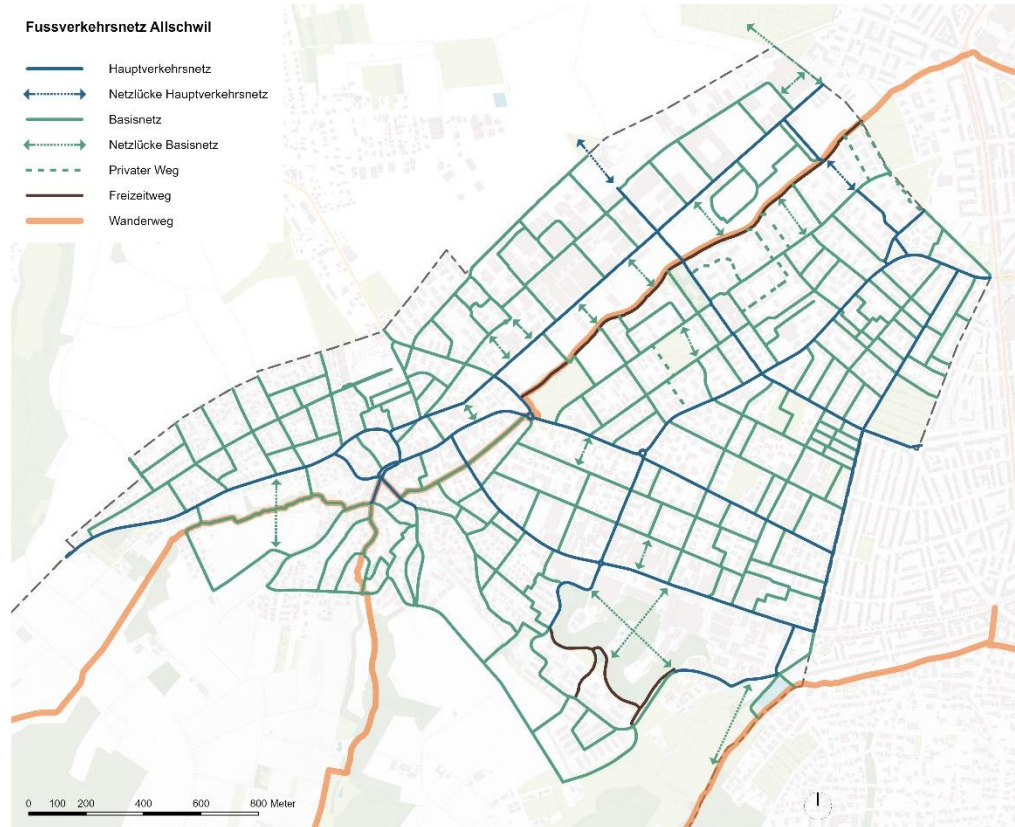 Fussverkehrsnetz Allschwil
Hauptverkehrsnetz
Netzlücke Hauptverkehrsnetz
Basisnetz
Netzlücke Basisnetz
Privater Weg
Freizeitweg
Wanderweg
0 100 200 400 600 800 Meter